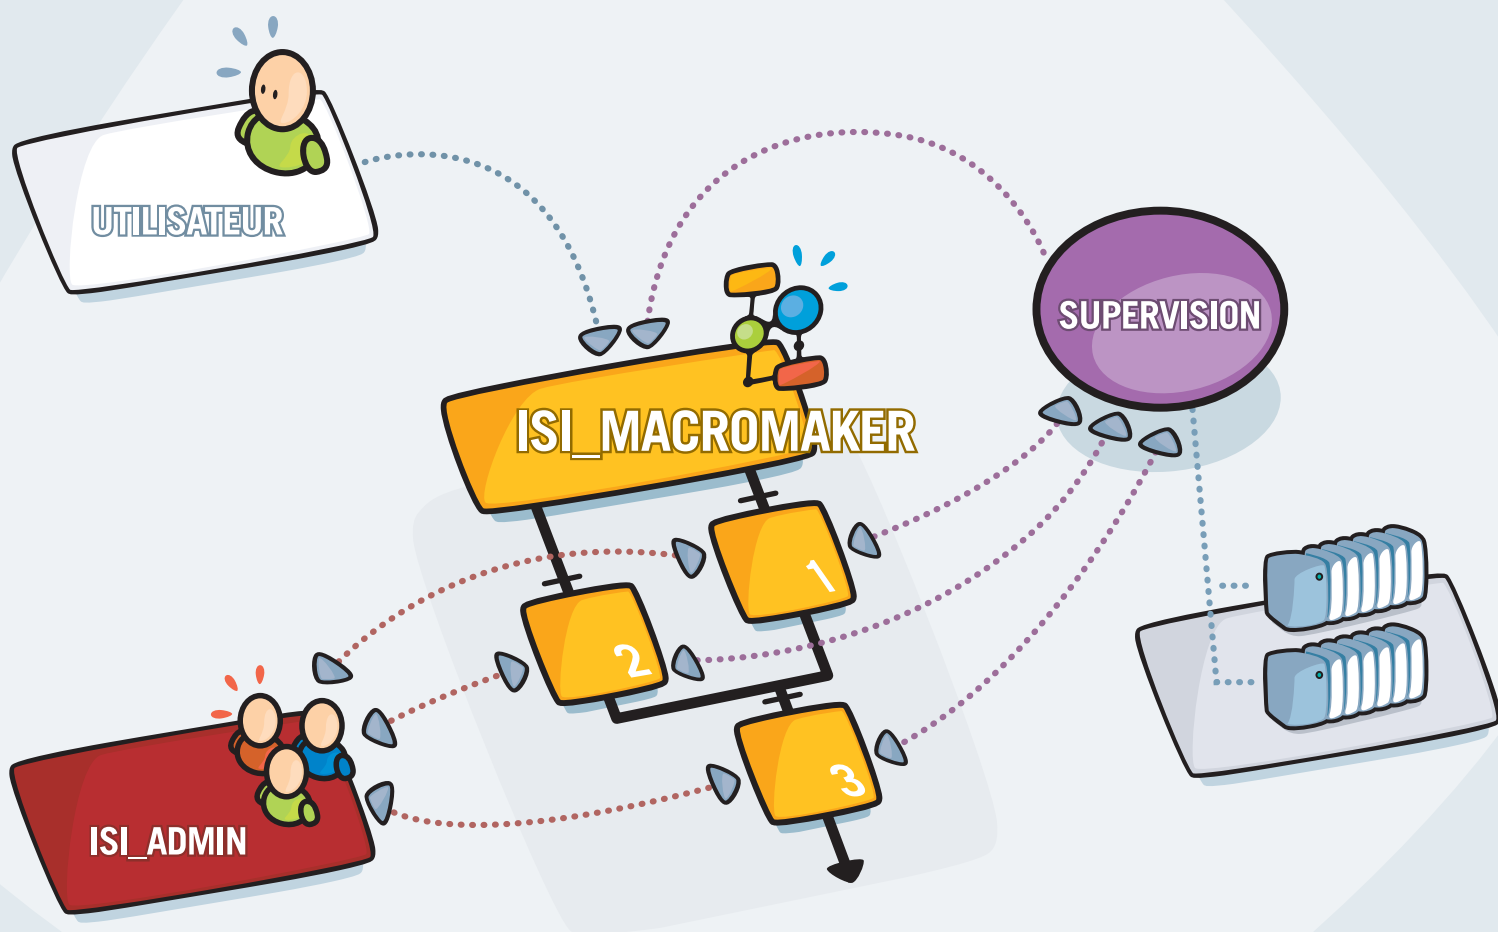 UTILISATEUR
SUPERVISION
ISI_MACROMAKER
1
2
3
ISI_ADMIN